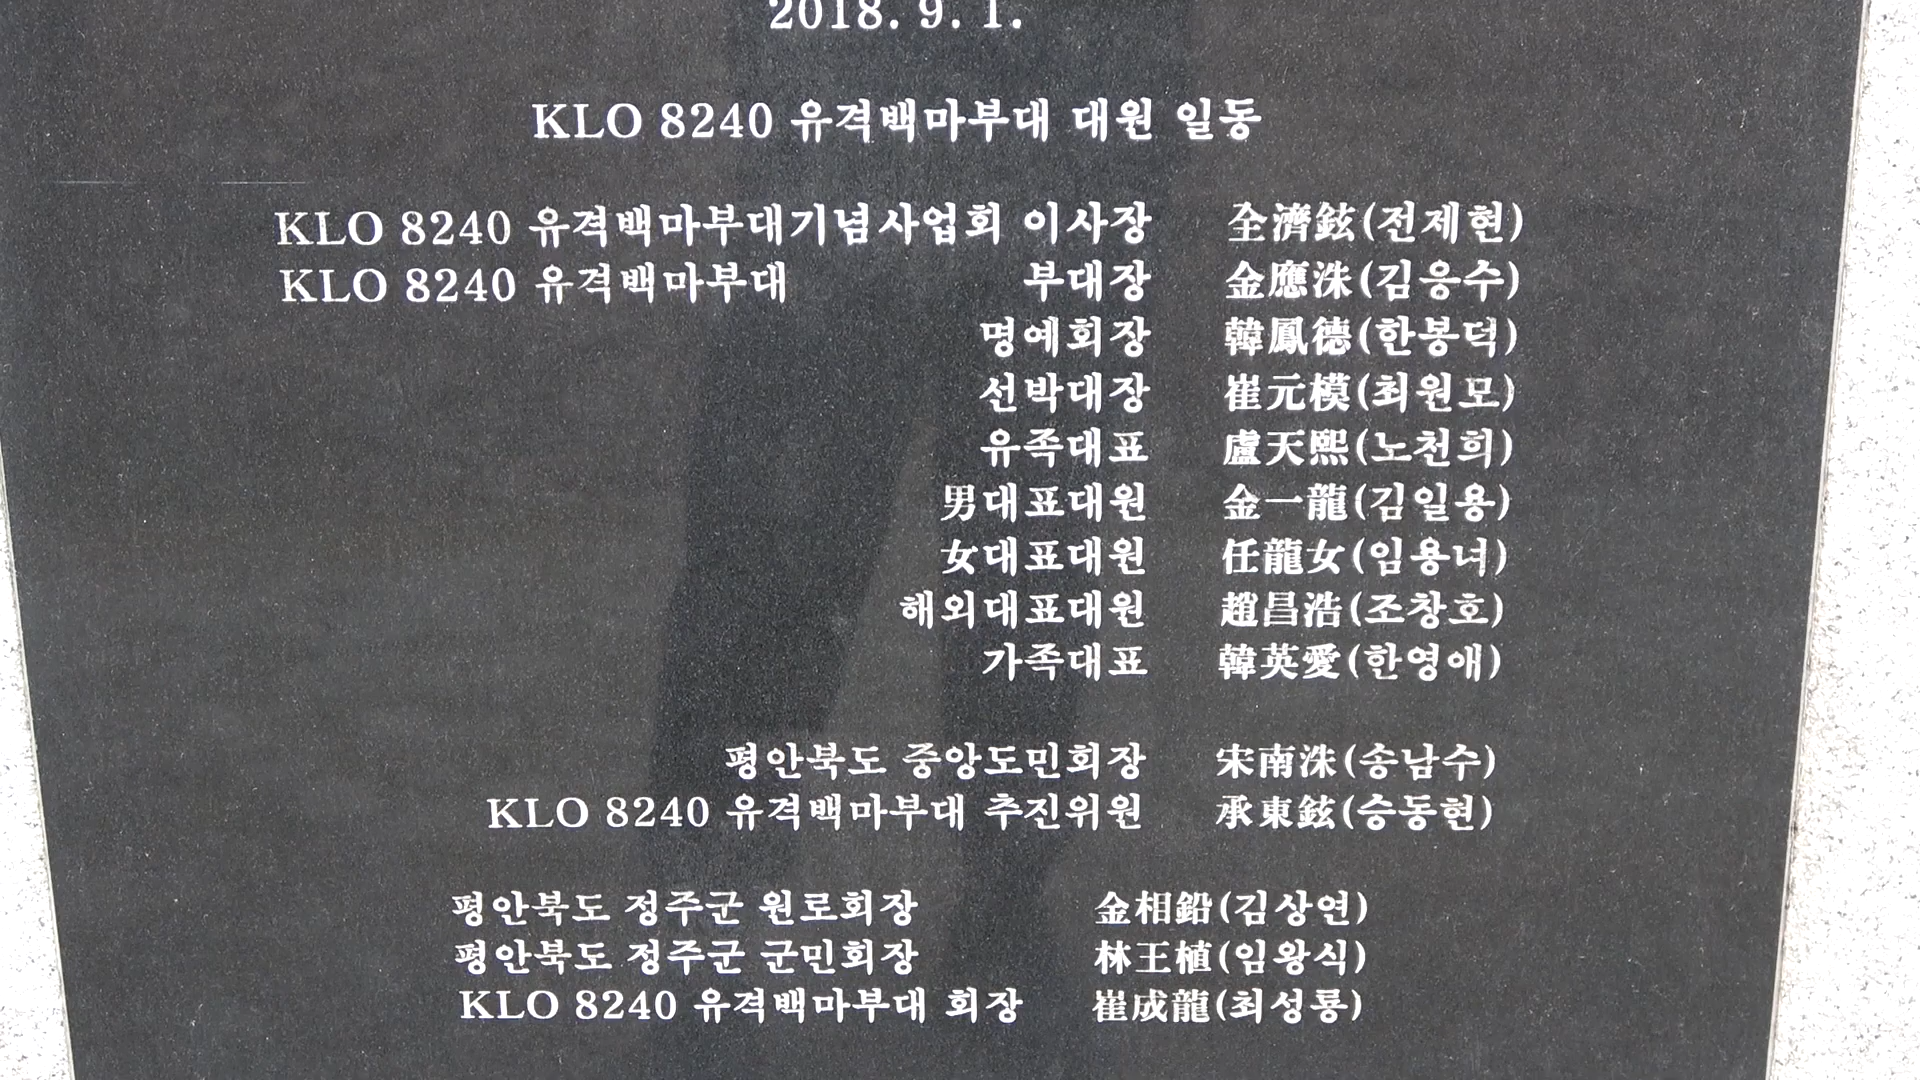 2018. 9. 1.
KLO 8240 유격백마부대 대원 일동
KLO 8240 유격백마부대기념사업회 이사장 全濟鉉(전제현)
KLO 8240 유격백마부대 부대장 金應洙(김응수)
명예회장 韓鳳德(한봉덕)
선박대장 崔元模(최원모)
유족대표 盧天熙(노천희)
男대표대원 金一龍(김일용)
女대표대원 任龍女(임용녀)
해외대표대원 趙昌浩(조창호)
가족대표 韓英愛(한영애)
평안북도 중앙도민회장 宋南洙(송남수)
KLO 8240 유격백마부대 추진위원 承東鉉(승동현)
평안북도 정주군 원로회장 金相鉛(김상연)
평안북도 정주군 군민회장 林王植(임왕식)
KLO 8240 유격백마부대 회장 崔成龍(최성룡)